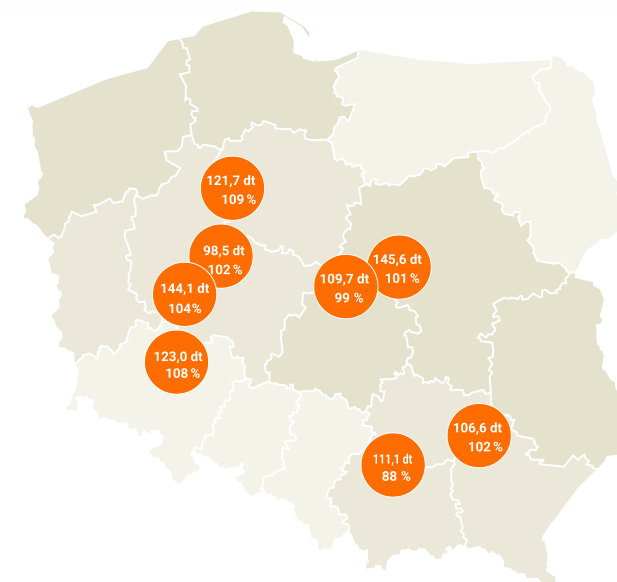 121,7 dt
109 %
98,5 dt
102 %
145,6 dt
101 %
109,7 dt
99 %
144,1 dt
104%
123,0 dt
108 %
106,6 dt
102 %
111,1 dt
88 %